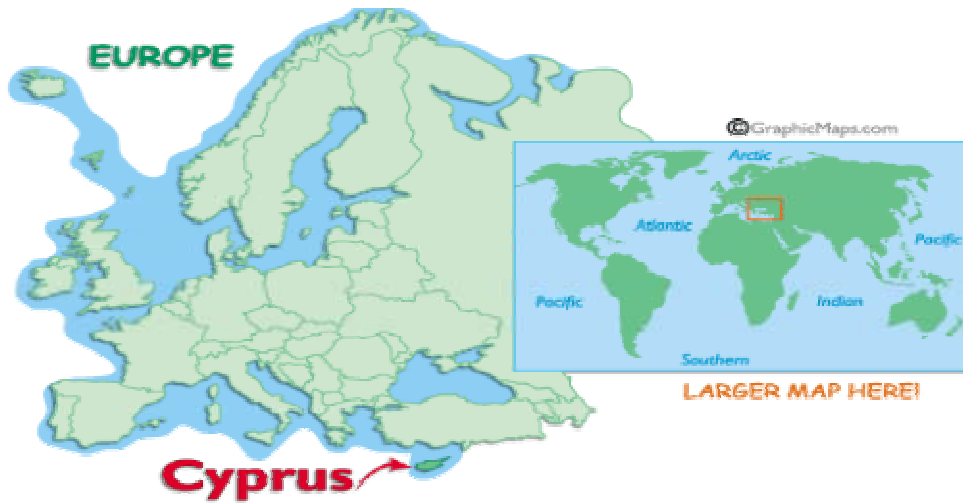 EUROPE
©GraphicMaps.com
Arctic
Atlantic
Pacific
Pacific
Indian
Southern
LARGER MAP HERE!
Cyprus